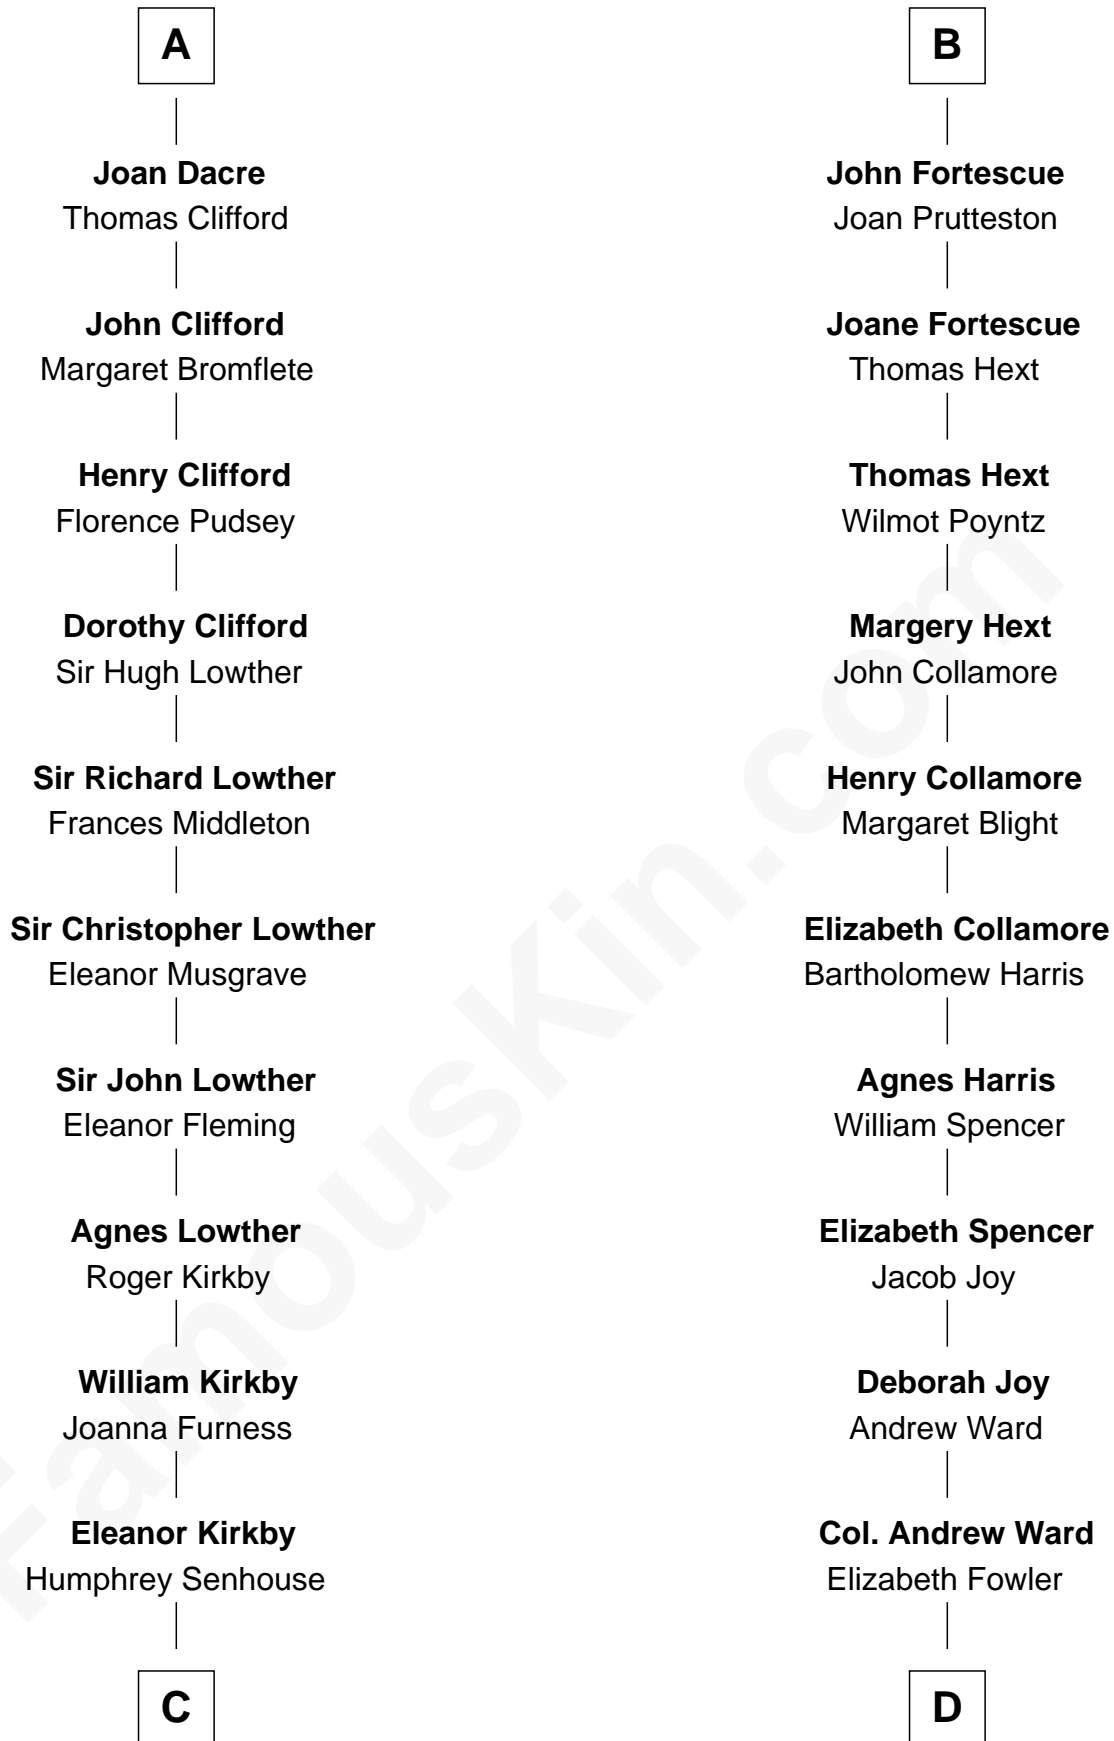 A
Joan Dacre
Thomas Clifford
John Clifford
Margaret Bromflete
Henry Clifford
Florence Pudsey
Dorothy Clifford
Sir Hugh Lowther
Sir Richard Lowther
Frances Middleton
Sir Christopher Lowther
Eleanor Musgrave
Sir John Lowther
Eleanor Fleming
Agnes Lowther
Roger Kirkby
William Kirkby
Joanna Furness
Eleanor Kirkby
Humphrey Senhouse
C
B
John Fortescue
Joan Prutteston
Joane Fortescue
Thomas Hext
Thomas Hext
Wilmot Poyntz
Margery Hext
John Collamore
Henry Collamore
Margaret Blight
Elizabeth Collamore
Bartholomew Harris
Agnes Harris
William Spencer
Elizabeth Spencer
Jacob Joy
Deborah Joy
Andrew Ward
Col. Andrew Ward
Elizabeth Fowler
D
FamousKin.com